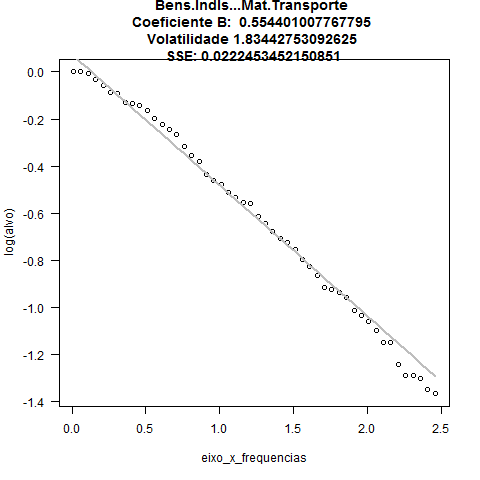 Bens.Indis...Mat.Transporte
Coeficiente B:  0.554401007767795
Volatilidade 1.83442753092625
SSE: 0.0222453452150851
0.0
-0.2
-0.4
-0.6
-0.8
-1.0
-1.2
-1.4
log(alvo)
0.0 0.5 1.0 1.5 2.0 2.5
eixo_x_frequencias